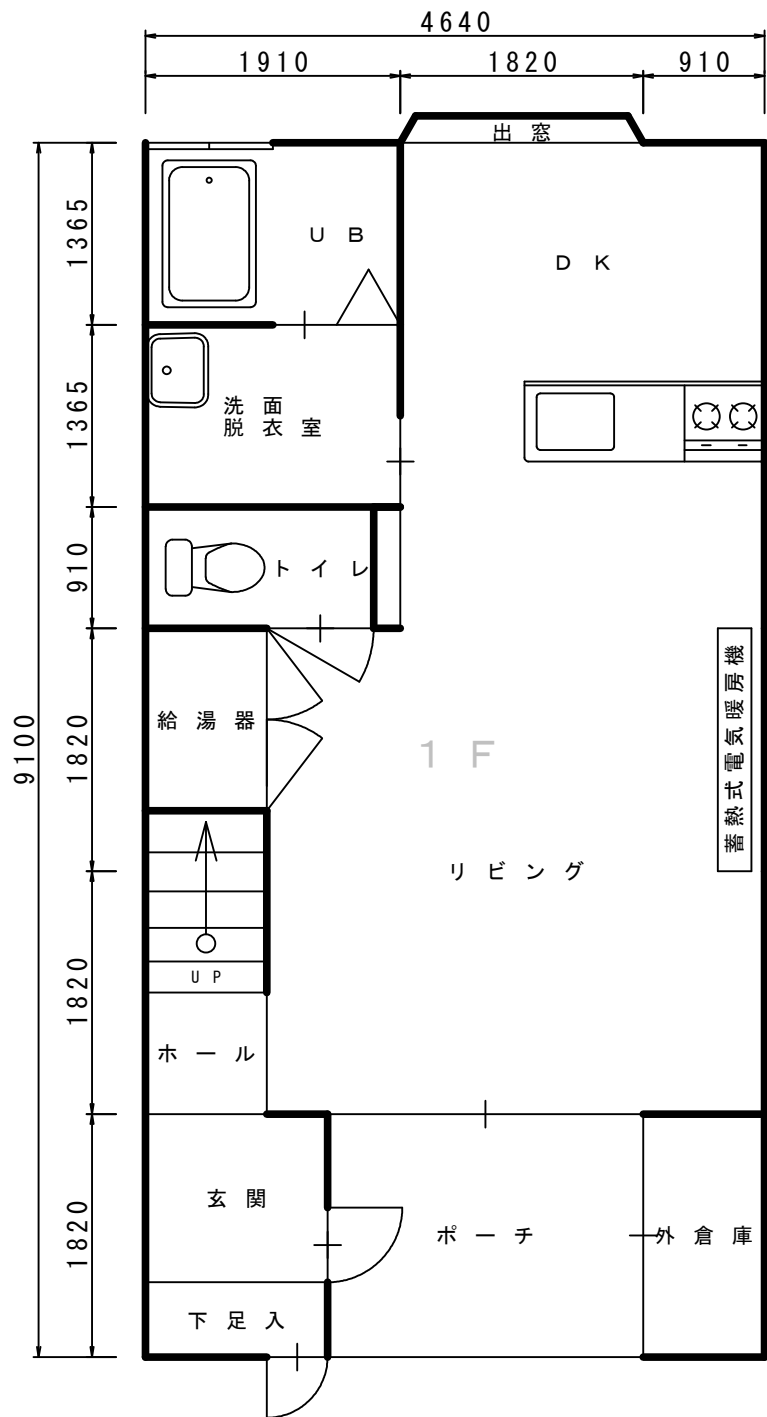 4640
1910
1820
910
出窓
1365
UB
DK
1365
洗面
脱衣室
910
トイレ
9100
1820
給湯器
1F
蓄熱式電気暖房機
リビング
1820
UP
ホール
1820
玄関
ポーチ
外倉庫
下足入